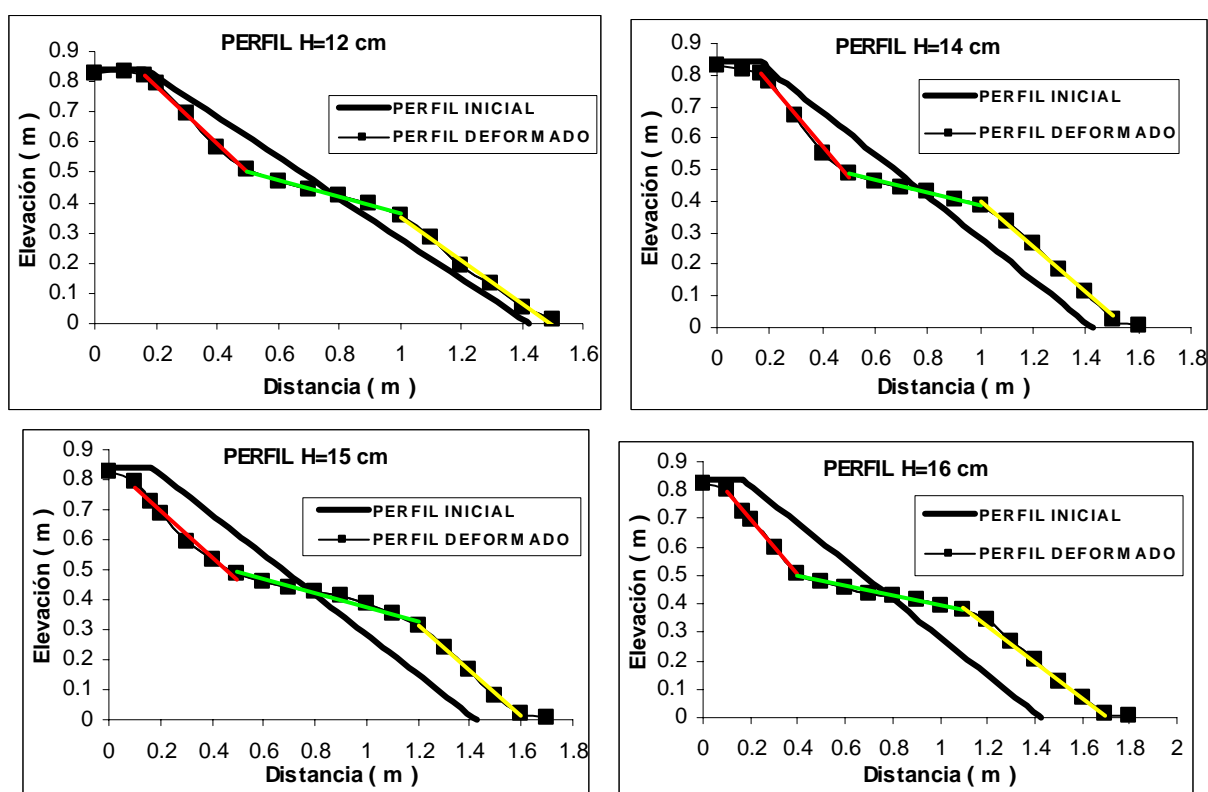 PERFIL H=12 cm
Elevación ( m )
0.9
0.8
0.7
0.6
0.5
0.4
0.3
0.2
0.1
0
PERFIL INICIAL
PERFIL DEFORMADO
0 0.2 0.4 0.6 0.8 1 1.2 1.4 1.6
Distancia ( m )
PERFIL H=14 cm
Elevación ( m )
0.9
0.8
0.7
0.6
0.5
0.4
0.3
0.2
0.1
0
PERFIL INICIAL
PERFIL DEFORMADO
0 0.2 0.4 0.6 0.8 1 1.2 1.4 1.6 1.8
Distancia ( m )
PERFIL H=15 cm
Elevación ( m )
0.9
0.8
0.7
0.6
0.5
0.4
0.3
0.2
0.1
0
PERFIL INICIAL
PERFIL DEFORMADO
0 0.2 0.4 0.6 0.8 1 1.2 1.4 1.6 1.8
Distancia ( m )
PERFIL H=16 cm
Elevación ( m )
0.9
0.8
0.7
0.6
0.5
0.4
0.3
0.2
0.1
0
PERFIL INICIAL
PERFIL DEFORMADO
0 0.2 0.4 0.6 0.8 1 1.2 1.4 1.6 1.8 2
Distancia ( m )